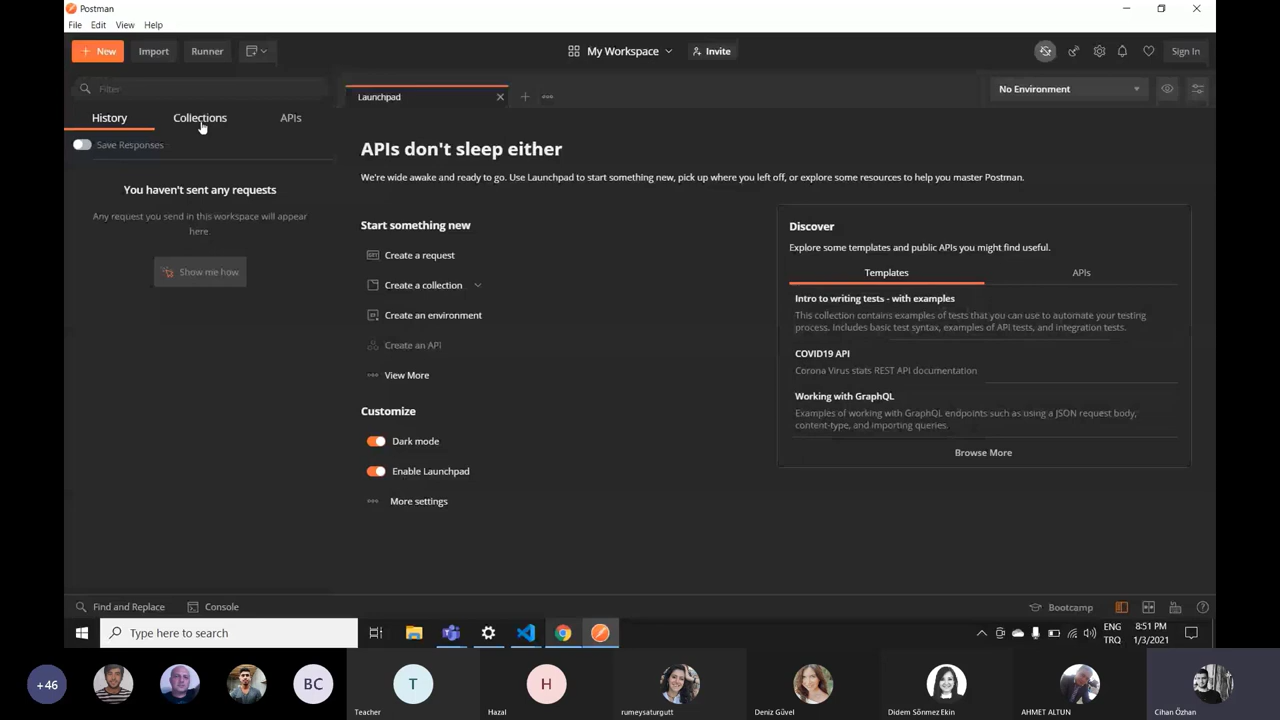 Postman
File Edit View Help
+ New Import Runner My Workspace Invite Sign In
Filter
Launchpad
No Environment
History Collections APIs
Save Responses
You haven't sent any requests
Any request you send in this workspace will appear
here.
Show me how
APIs don't sleep either
We're wide awake and ready to go. Use Launchpad to start something new, pick up where you left off, or explore some resources to help you master Postman.
Start something new
GET Create a request
Create a collection
Create an environment
Create an API
View More
Customize
Dark mode
Enable Launchpad
More settings
Discover
Explore some templates and public APIs you might find useful.
Templates APIs
Intro to writing tests - with examples
This collection contains examples of tests that you can use to automate your testing
process. Includes basic test syntax, examples of API tests, and integration tests.
COVID19 API
Corona Virus stats REST API documentation
Working with GraphQL
Examples of working with GraphQL endpoints such as using a JSON request body,
content-type, and importing queries.
Browse More
Find and Replace Console Bootcamp
Type here to search
ENG
TRQ
8:51 PM
1/3/2021
+46
BC
T
Teacher
H
Hazal
rumeysaturgutt
Deniz Güvel
Didem Sönmez Ekin
AHMET ALTUN
Cihan Özhan